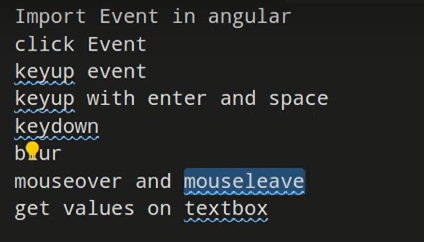 Import Event in angular
click Event
keyup event
keyup with enter and space
keydown
blur
mouseover and mouseleave
get values on textbox